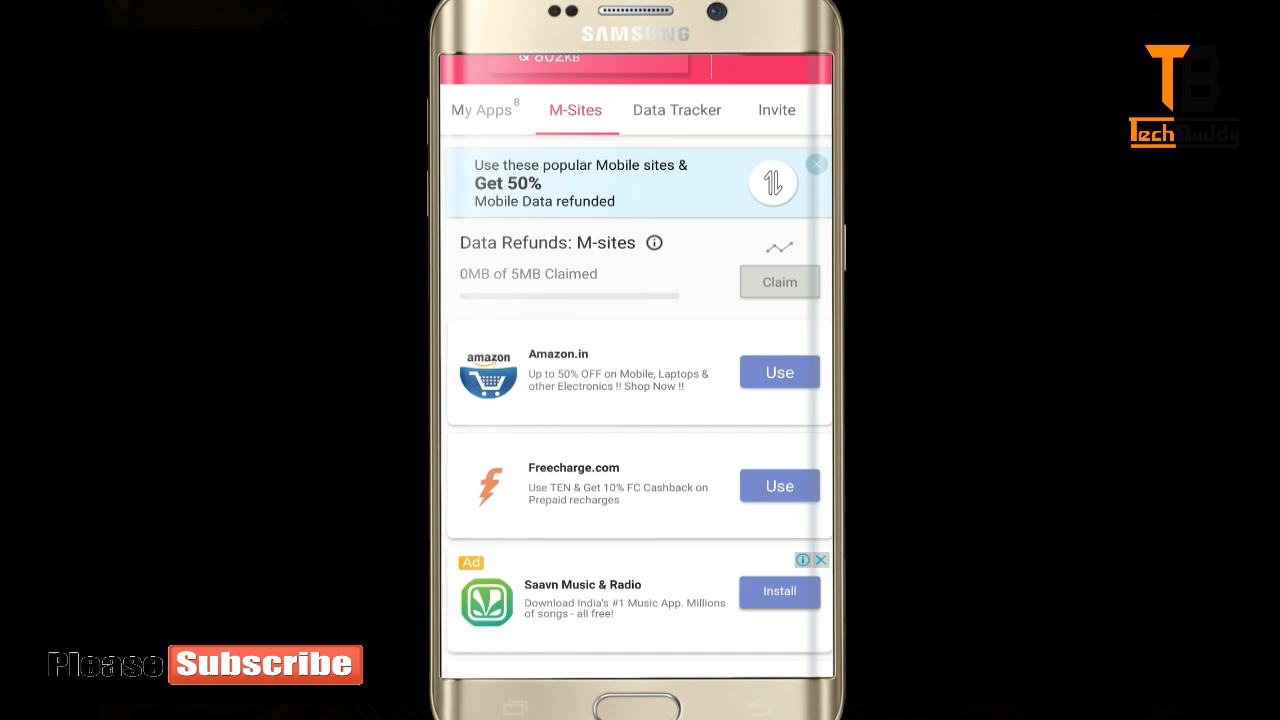 SAMSUNG
& 802KB
My Apps 8
M-Sites
Data Tracker
Invite
Use these popular Mobile sites &
Get 50%
Mobile Data refunded
Data Refunds: M-sites
0MB of 5MB Claimed
Claim
amazon
Amazon.in
Up to 50% OFF on Mobile, Laptops &
other Electronics !! Shop Now !!
Use
Freecharge.com
Use TEN & Get 10% FC Cashback on
Prepaid recharges
Use
Ad
Saavn Music & Radio
Download India's #1 Music App. Millions
of songs - all free!
Install
TB
TechBuddy
Please Subscribe